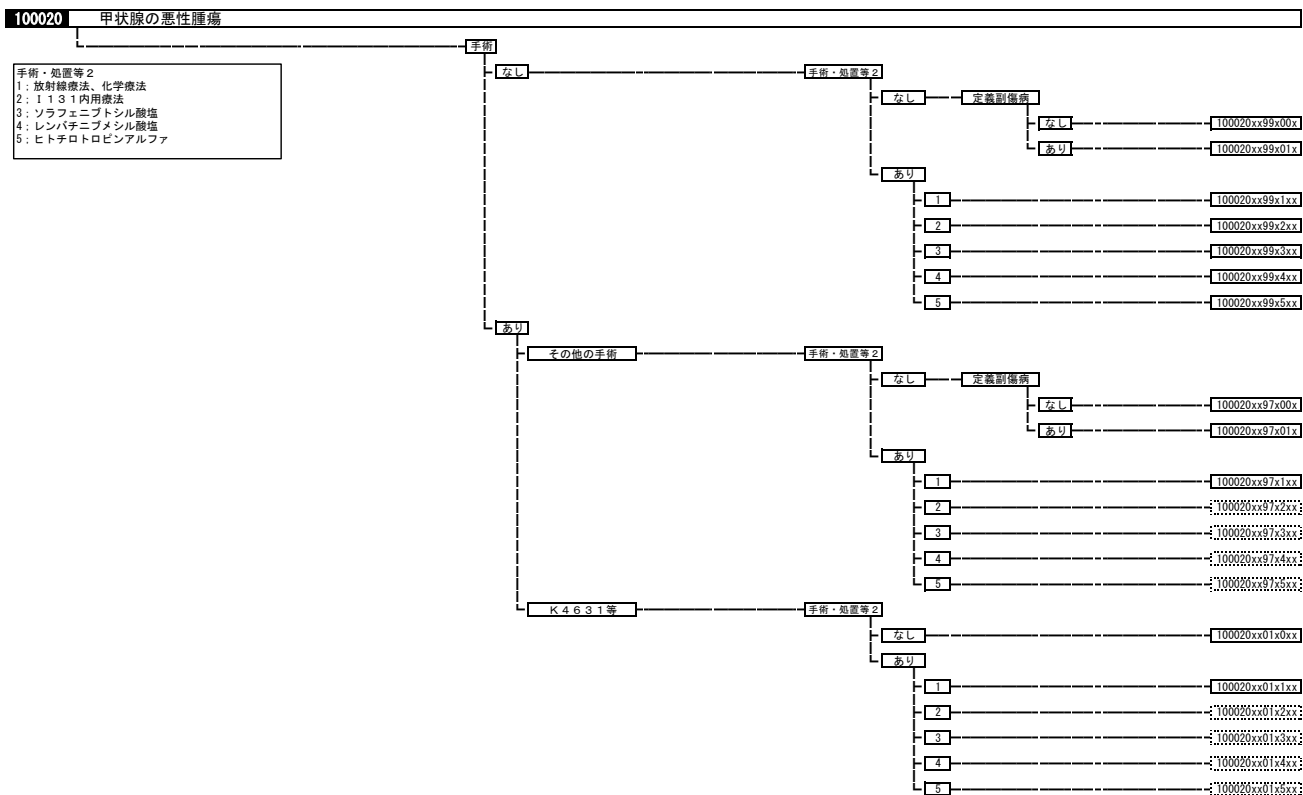 100020 甲状腺の悪性腫瘍
手術
手術・処置等2
1：放射線療法、化学療法
2：Ｉ１３１内用療法
3：ソラフェニブトシル酸塩
4：レンバチニブメシル酸塩
5：ヒトチロトロピンアルファ
なし 手術・処置等2
なし 定義副傷病
なし 100020xx99x00x
あり 100020xx99x01x
あり
1 100020xx99x1xx
2 100020xx99x2xx
3 100020xx99x3xx
4 100020xx99x4xx
5 100020xx99x5xx
あり
その他の手術 手術・処置等2
なし 定義副傷病
なし 100020xx97x00x
あり 100020xx97x01x
あり
1 100020xx97x1xx
2 100020xx97x2xx
3 100020xx97x3xx
4 100020xx97x4xx
5 100020xx97x5xx
Ｋ４６３１等 手術・処置等2
なし 100020xx01x0xx
あり
1 100020xx01x1xx
2 100020xx01x2xx
3 100020xx01x3xx
4 100020xx01x4xx
5 100020xx01x5xx